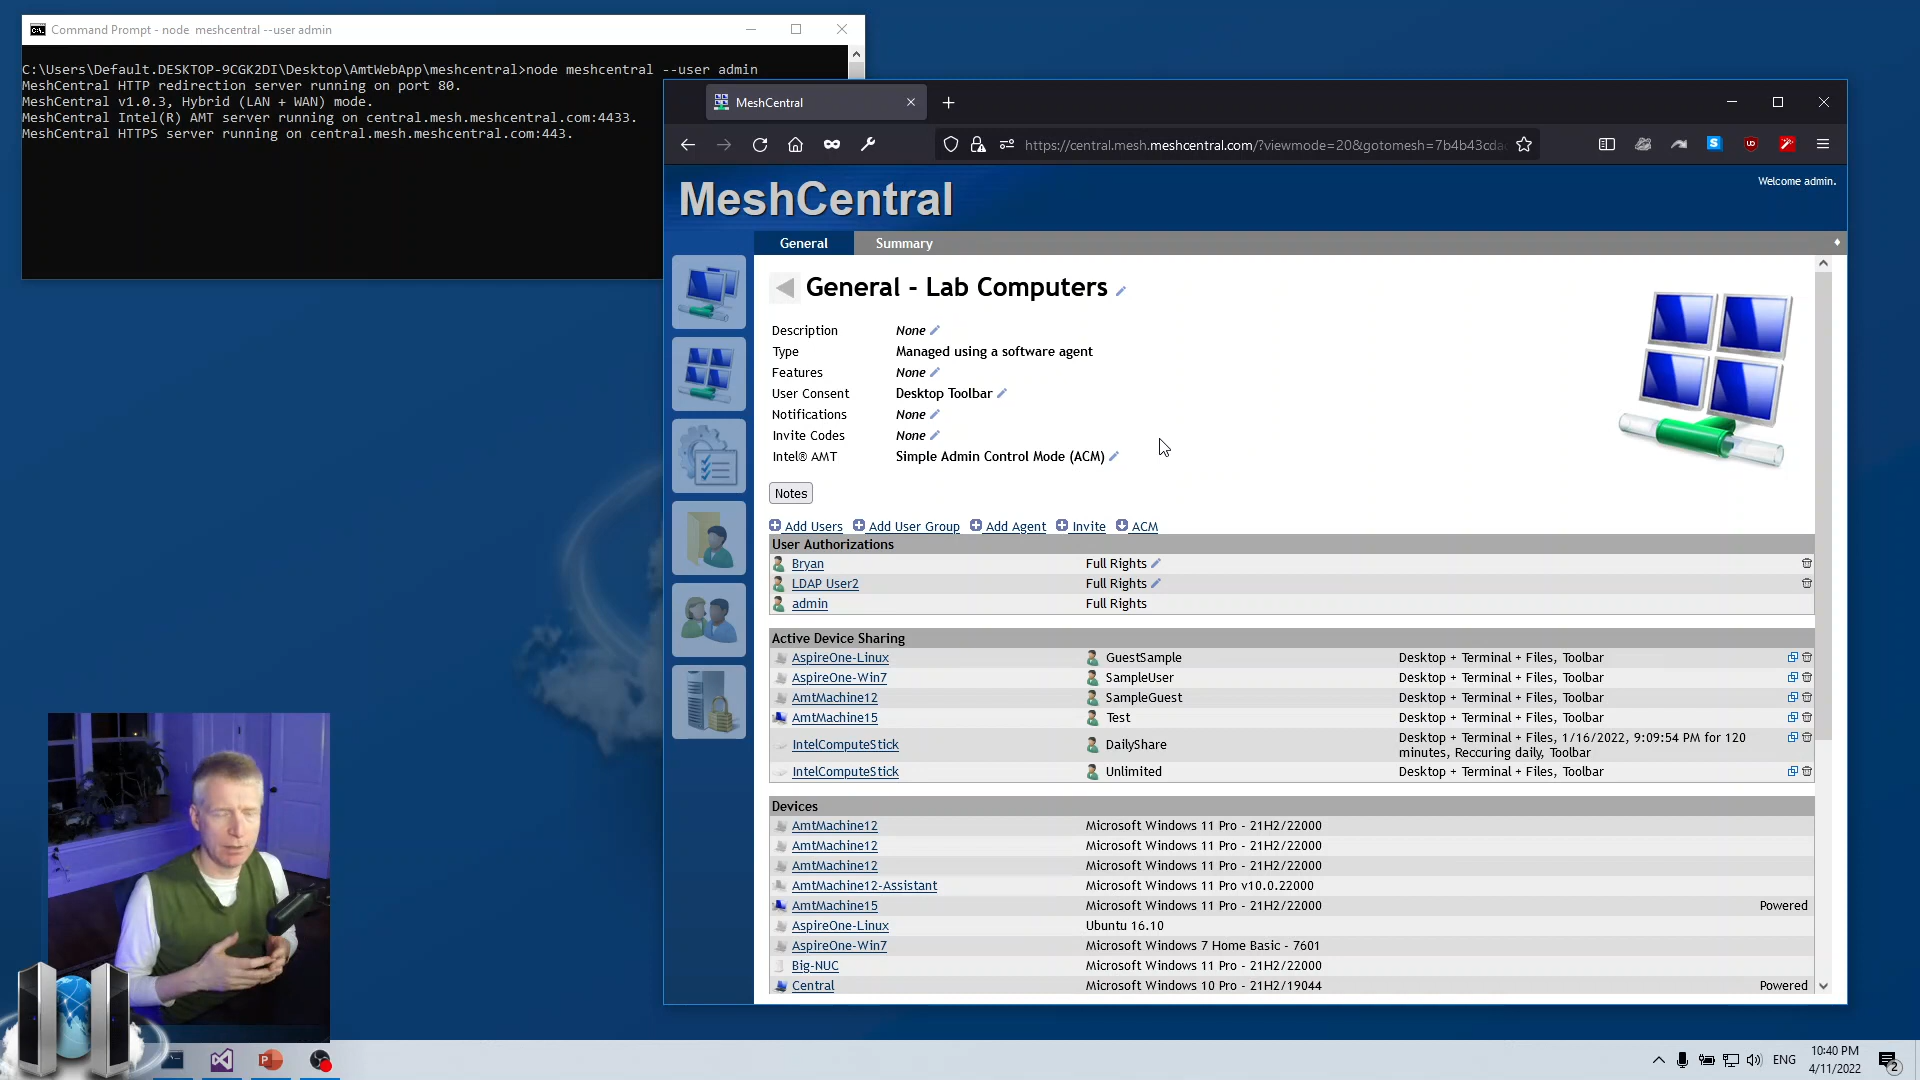 Command Prompt - node  meshcentral --user admin
C:\Users\Default.DESKTOP-9CGK2DI\Desktop\AmtWebApp\meshcentral>node meshcentral --user admin
MeshCentral HTTP redirection server running on port 80.
MeshCentral v1.0.3, Hybrid (LAN + WAN) mode.
MeshCentral Intel(R) AMT server running on central.mesh.meshcentral.com:4433.
MeshCentral HTTPS server running on central.mesh.meshcentral.com:443.
MeshCentral
https://central.mesh.meshcentral.com/?viewmode=20&gotomesh=7b4b43cda
MeshCentral
Welcome admin.
General Summary
General - Lab Computers
Description None
Type Managed using a software agent
Features None
User Consent Desktop Toolbar
Notifications None
Invite Codes None
Intel® AMT Simple Admin Control Mode (ACM)
Notes
Add Users Add User Group Add Agent Invite ACM
User Authorizations
Bryan Full Rights
LDAP User2 Full Rights
admin Full Rights
Active Device Sharing
AspireOne-Linux GuestSample Desktop + Terminal + Files, Toolbar
AspireOne-Win7 SampleUser Desktop + Terminal + Files, Toolbar
AmtMachine12 SampleGuest Desktop + Terminal + Files, Toolbar
AmtMachine15 Test Desktop + Terminal + Files, Toolbar
IntelComputeStick DailyShare Desktop + Terminal + Files, 1/16/2022, 9:09:54 PM for 120
minutes, Reccuring daily, Toolbar
IntelComputeStick Unlimited Desktop + Terminal + Files, Toolbar
Devices
AmtMachine12 Microsoft Windows 11 Pro - 21H2/22000
AmtMachine12 Microsoft Windows 11 Pro - 21H2/22000
AmtMachine12 Microsoft Windows 11 Pro - 21H2/22000
AmtMachine12-Assistant Microsoft Windows 11 Pro v10.0.22000
AmtMachine15 Microsoft Windows 11 Pro - 21H2/22000 Powered
AspireOne-Linux Ubuntu 16.10
AspireOne-Win7 Microsoft Windows 7 Home Basic - 7601
Big-NUC Microsoft Windows 11 Pro - 21H2/22000
Central Microsoft Windows 10 Pro - 21H2/19044 Powered
ENG
10:40 PM
4/11/2022
2